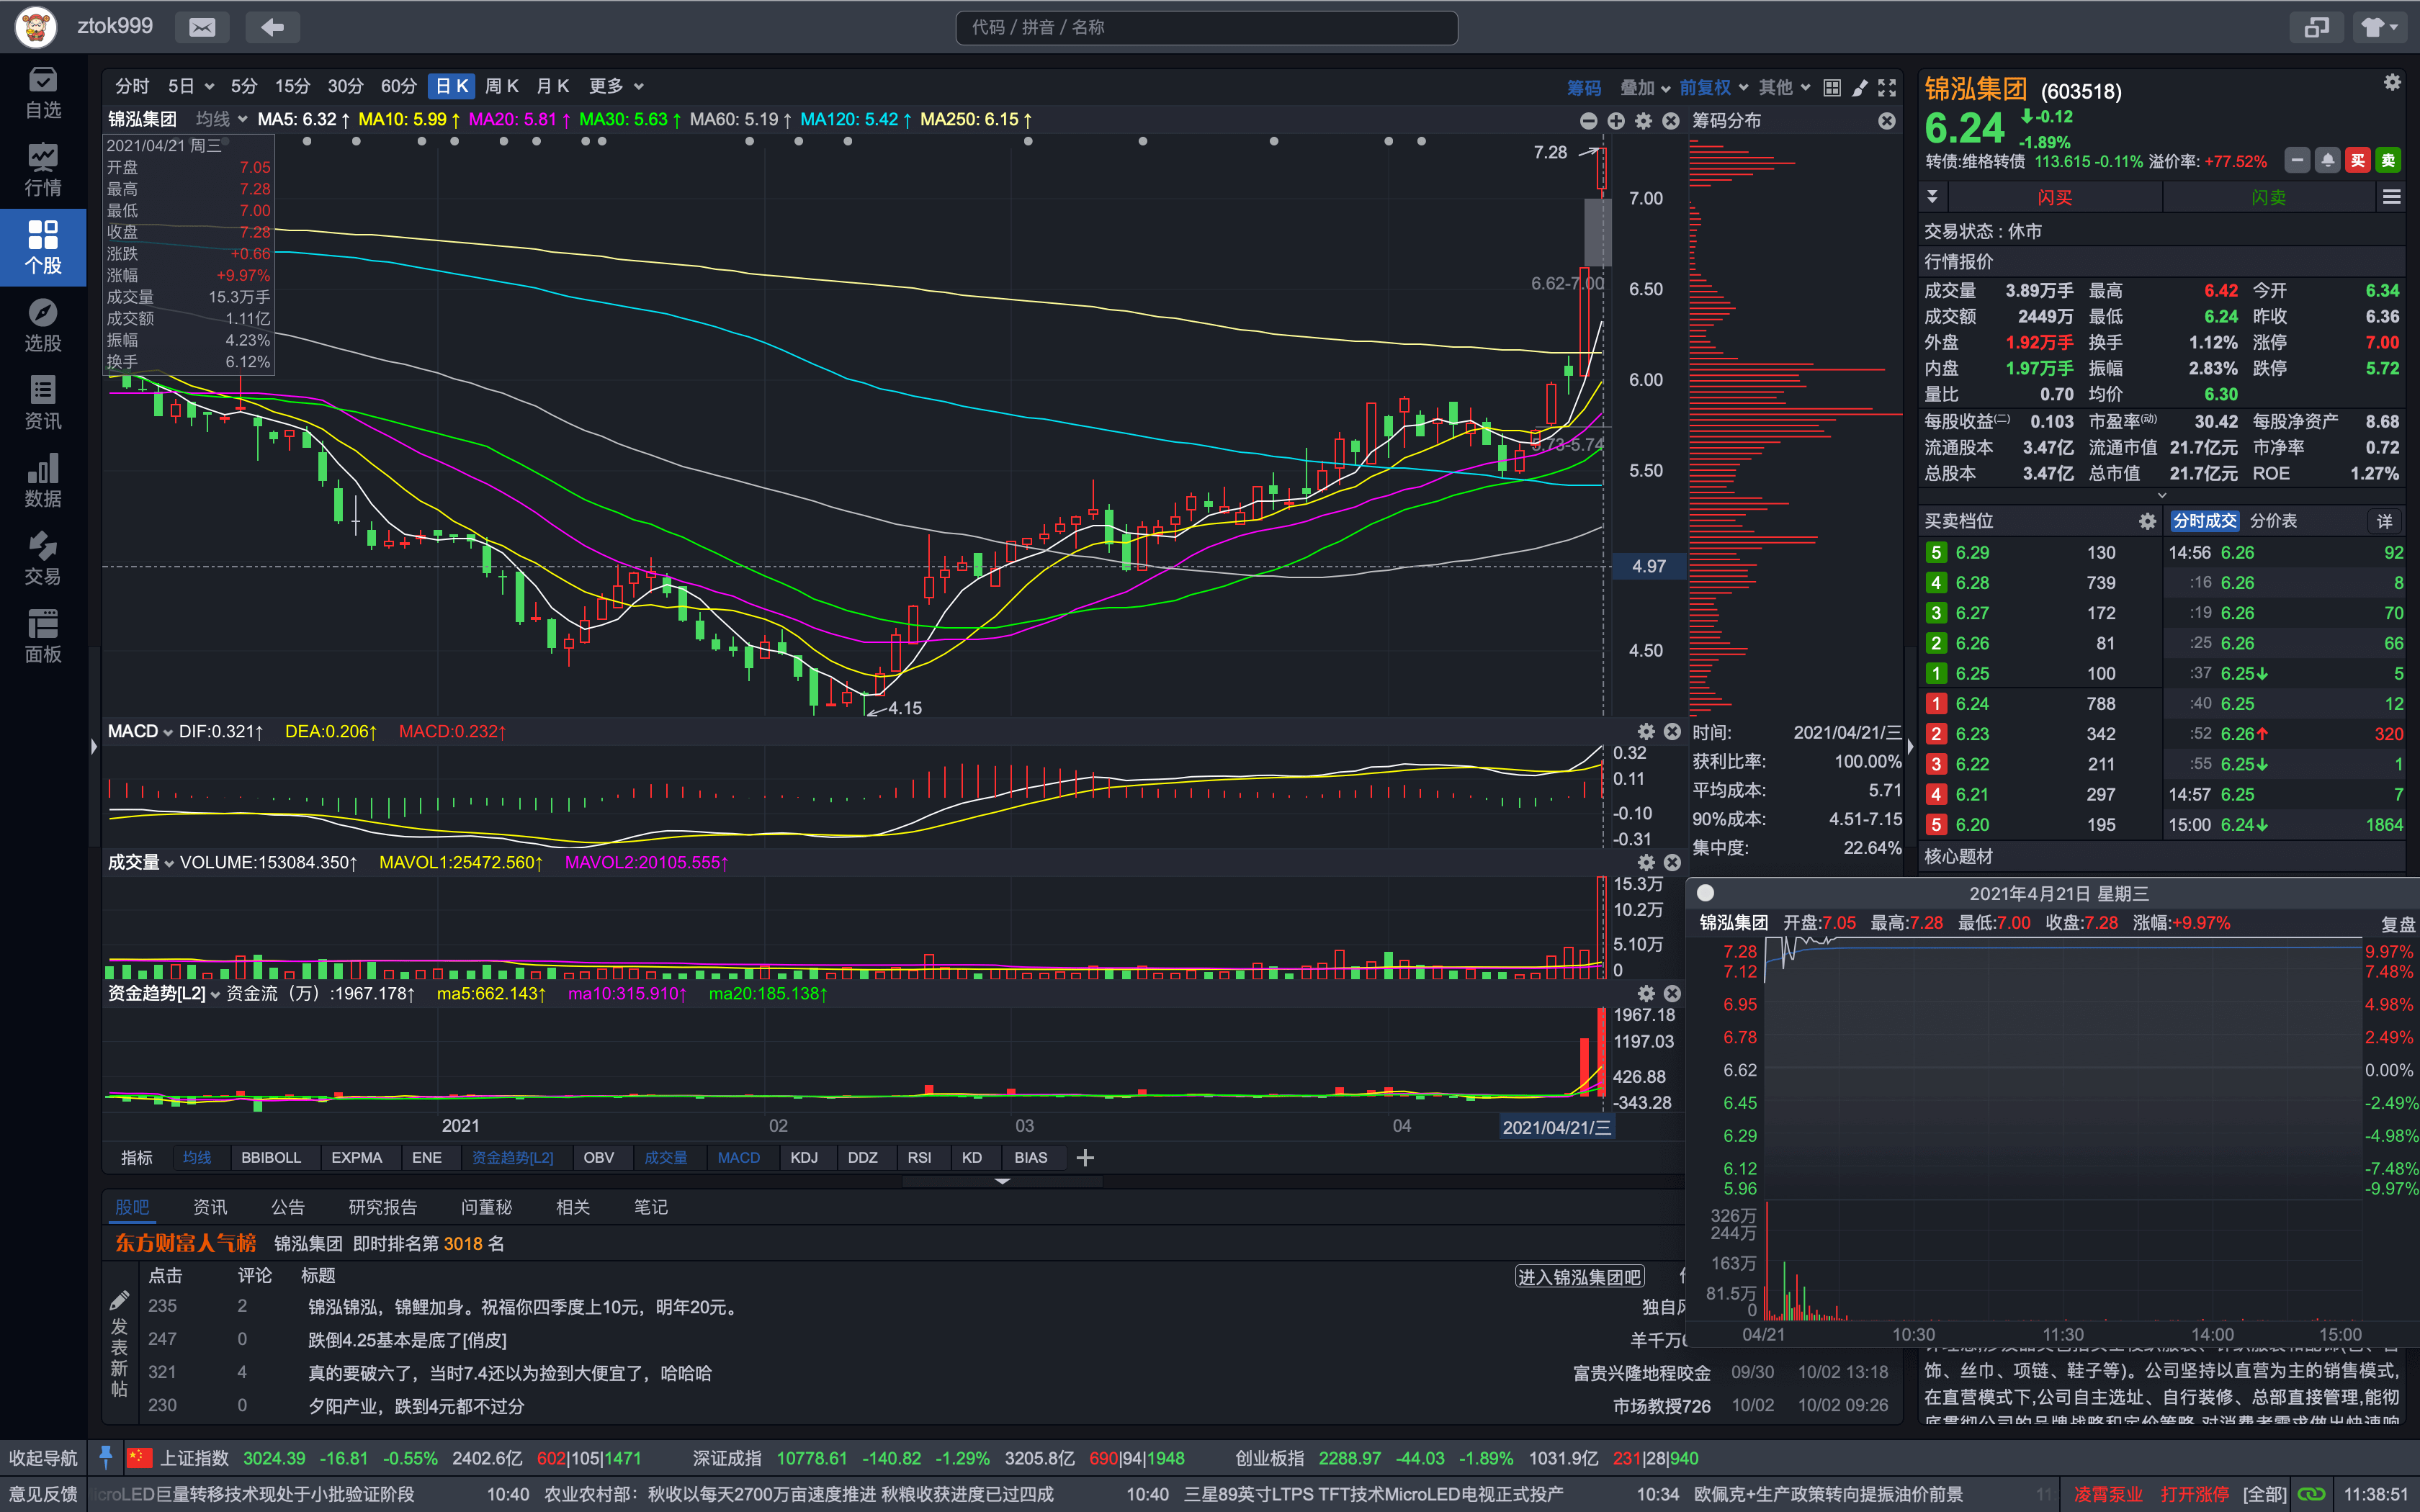 ztok999
代码 / 拼音 / 名称
自选
行情
个股
选股
资讯
数据
交易
面板
分时 5日 5分 15分 30分 60分 日K 周K 月K 更多
筹码 叠加 前复权 其他
锦泓集团 均线 MA5: 6.32↑ MA10: 5.99↑ MA20: 5.81↑ MA30: 5.63↑ MA60: 5.19↑ MA120: 5.42↑ MA250: 6.15↑
2021/04/21 周三
开盘 7.05
最高 7.28
最低 7.00
收盘 7.28
涨跌 +0.66
涨幅 +9.97%
成交量 15.3万手
成交额 1.11亿
振幅 4.23%
换手 6.12%
7.28
6.62-7.00
5.73-5.74
4.15
7.00
6.50
6.00
5.50
4.97
4.50
筹码分布
时间: 2021/04/21/三
获利比率: 100.00%
平均成本: 5.71
90%成本: 4.51-7.15
集中度: 22.64%
MACD DIF:0.321↑ DEA:0.206↑ MACD:0.232↑
0.32
0.11
-0.10
-0.31
成交量 VOLUME:153084.350↑ MAVOL1:25472.560↑ MAVOL2:20105.555↑
15.3万
10.2万
5.10万
0
资金趋势[L2] 资金流（万）:1967.178↑ ma5:662.143↑ ma10:315.910↑ ma20:185.138↑
1967.18
1197.03
426.88
-343.28
2021 02 03 04 2021/04/21/三
指标 均线 BBIBOLL EXPMA ENE 资金趋势[L2] OBV 成交量 MACD KDJ DDZ RSI KD BIAS
股吧 资讯 公告 研究报告 问董秘 相关 笔记
东方财富人气榜 锦泓集团 即时排名第 3018 名
点击 评论 标题 进入锦泓集团吧
发表新帖
235 2 锦泓锦泓，锦鲤加身。祝福你四季度上10元，明年20元。 独自风
247 0 跌倒4.25基本是底了[俏皮] 羊千万
321 4 真的要破六了，当时7.4还以为捡到大便宜了，哈哈哈 富贵兴隆地程咬金 09/30 10/02 13:18
230 0 夕阳产业，跌到4元都不过分 市场教授726 10/02 10/02 09:26
锦泓集团 (603518)
6.24 -0.12
-1.89%
转债:维格转债 113.615 -0.11% 溢价率: +77.52% 买 卖
闪买 闪卖
交易状态 : 休市
行情报价
成交量 3.89万手 最高 6.42 今开 6.34
成交额 2449万 最低 6.24 昨收 6.36
外盘 1.92万手 换手 1.12% 涨停 7.00
内盘 1.97万手 振幅 2.83% 跌停 5.72
量比 0.70 均价 6.30
每股收益(二) 0.103 市盈率(动) 30.42 每股净资产 8.68
流通股本 3.47亿 流通市值 21.7亿元 市净率 0.72
总股本 3.47亿 总市值 21.7亿元 ROE 1.27%
买卖档位 分时成交 分价表 详
5 6.29 130 14:56 6.26 92
4 6.28 739 :16 6.26 8
3 6.27 172 :19 6.26 70
2 6.26 81 :25 6.26 66
1 6.25 100 :37 6.25↓ 5
1 6.24 788 :40 6.25 12
2 6.23 342 :52 6.26↑ 320
3 6.22 211 :55 6.25↓ 1
4 6.21 297 14:57 6.25 7
5 6.20 195 15:00 6.24↓ 1864
核心题材
2021年4月21日 星期三
锦泓集团 开盘:7.05 最高:7.28 最低:7.00 收盘:7.28 涨幅:+9.97% 复盘
7.28 9.97%
7.12 7.48%
6.95 4.98%
6.78 2.49%
6.62 0.00%
6.45 -2.49%
6.29 -4.98%
6.12 -7.48%
5.96 -9.97%
326万
244万
163万
81.5万
0
04/21 10:30 11:30 14:00 15:00
饰、丝巾、项链、鞋子等)。公司坚持以直营为主的销售模式,
在直营模式下,公司自主选址、自行装修、总部直接管理,能彻
底贯彻公司的品牌战略和定价策略,对消费者需求做出快速响
收起导航 上证指数 3024.39 -16.81 -0.55% 2402.6亿 602|105|1471 深证成指 10778.61 -140.82 -1.29% 3205.8亿 690|94|1948 创业板指 2288.97 -44.03 -1.89% 1031.9亿 231|28|940
意见反馈 icroLED巨量转移技术现处于小批验证阶段 10:40 农业农村部：秋收以每天2700万亩速度推进 秋粮收获进度已过四成 10:40 三星89英寸LTPS TFT技术MicroLED电视正式投产 10:34 欧佩克+生产政策转向提振油价前景 凌霄泵业 打开涨停 [全部] 11:38:51